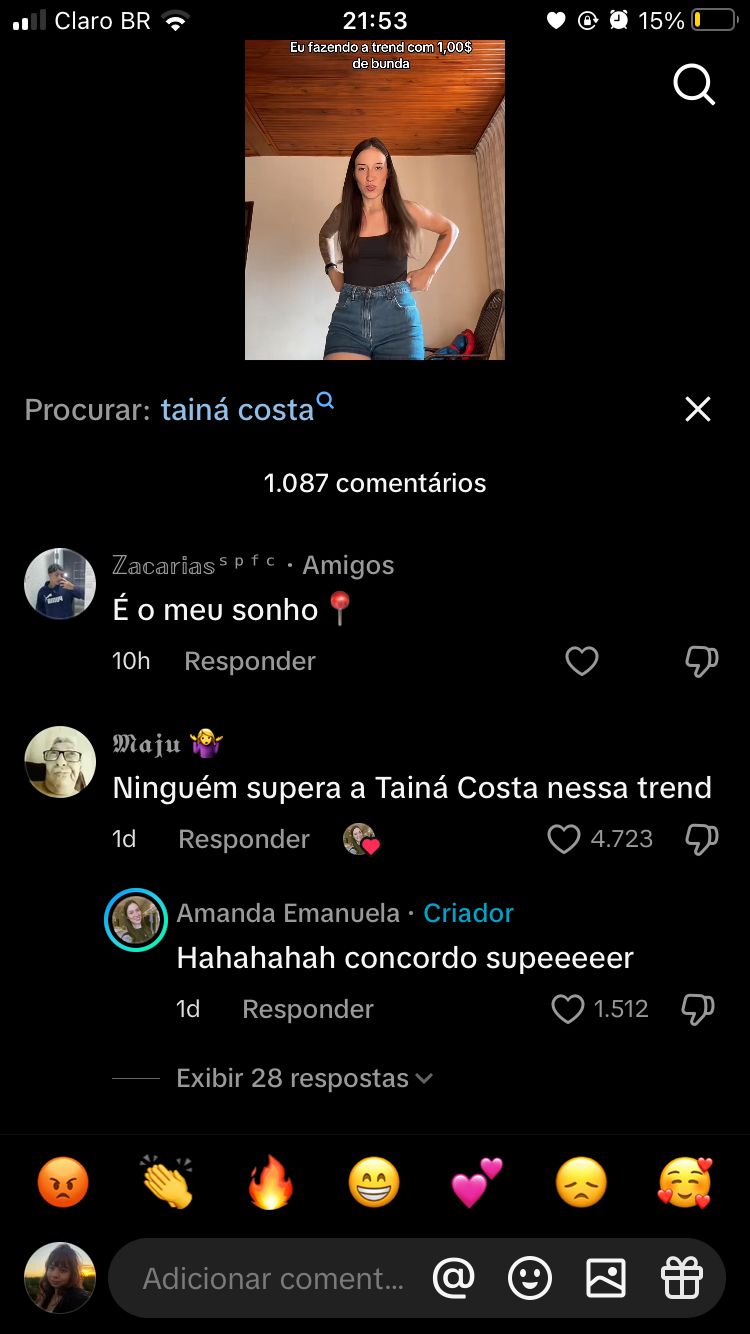 Claro BR
21:53
15%
Eu fazendo a trend com 1,00$
de bunda
Procurar: tainá costa
1.087 comentários
ℤ𝕒𝕔𝕒𝕣𝕚𝕒𝕤ˢᵖᶠᶜ · Amigos
É o meu sonho 📍
10h Responder
𝕸𝖆𝖏𝖚 🤷‍♀️
Ninguém supera a Tainá Costa nessa trend
1d Responder 4.723
Amanda Emanuela · Criador
Hahahahah concordo supeeeeer
1d Responder 1.512
Exibir 28 respostas
😡 👏 🔥 😁 💕 😞 🥰
Adicionar coment...